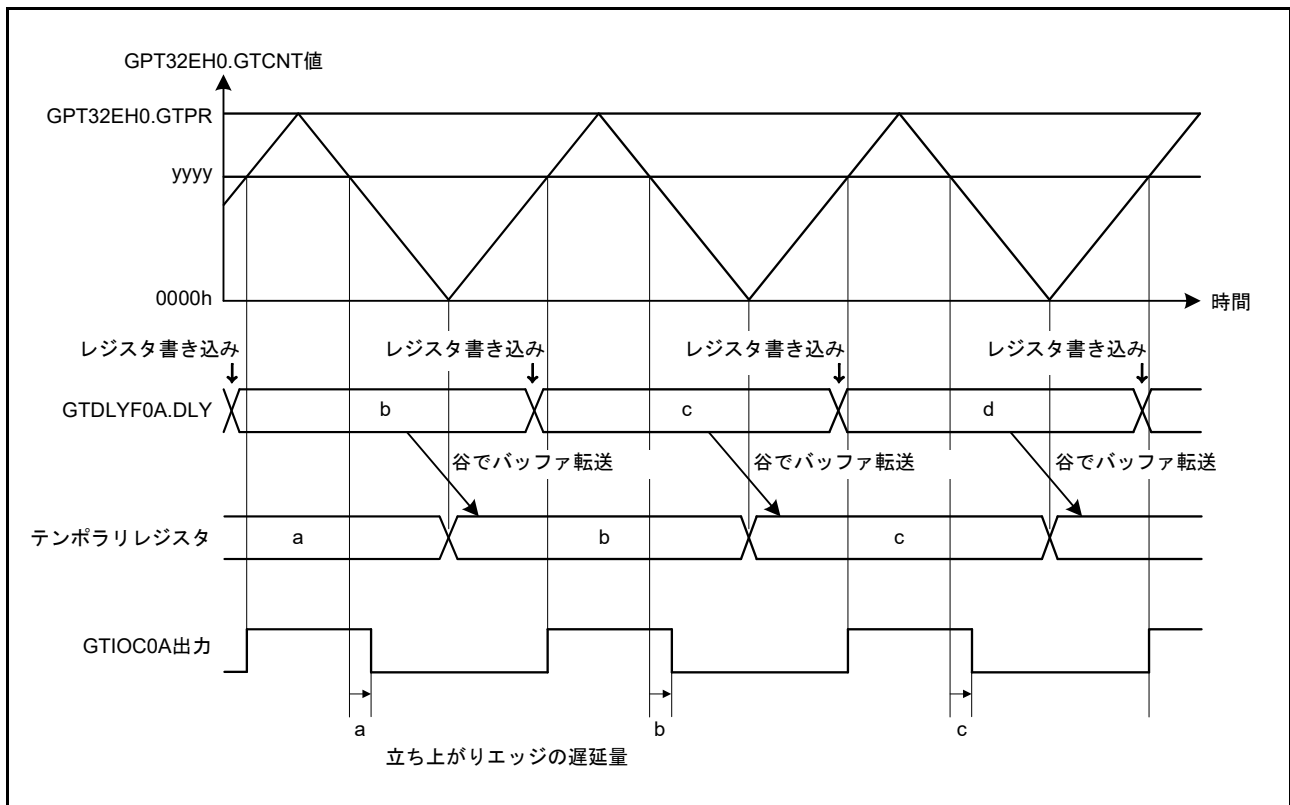 GPT32EH0.GTCNT値
GPT32EH0.GTPR
yyyy
0000h
時間
レジスタ書き込み レジスタ書き込み レジスタ書き込み レジスタ書き込み
GTDLYF0A.DLY b c d
谷でバッファ転送 谷でバッファ転送 谷でバッファ転送
テンポラリレジスタ a b c
GTIOC0A出力
a b c
立ち上がりエッジの遅延量